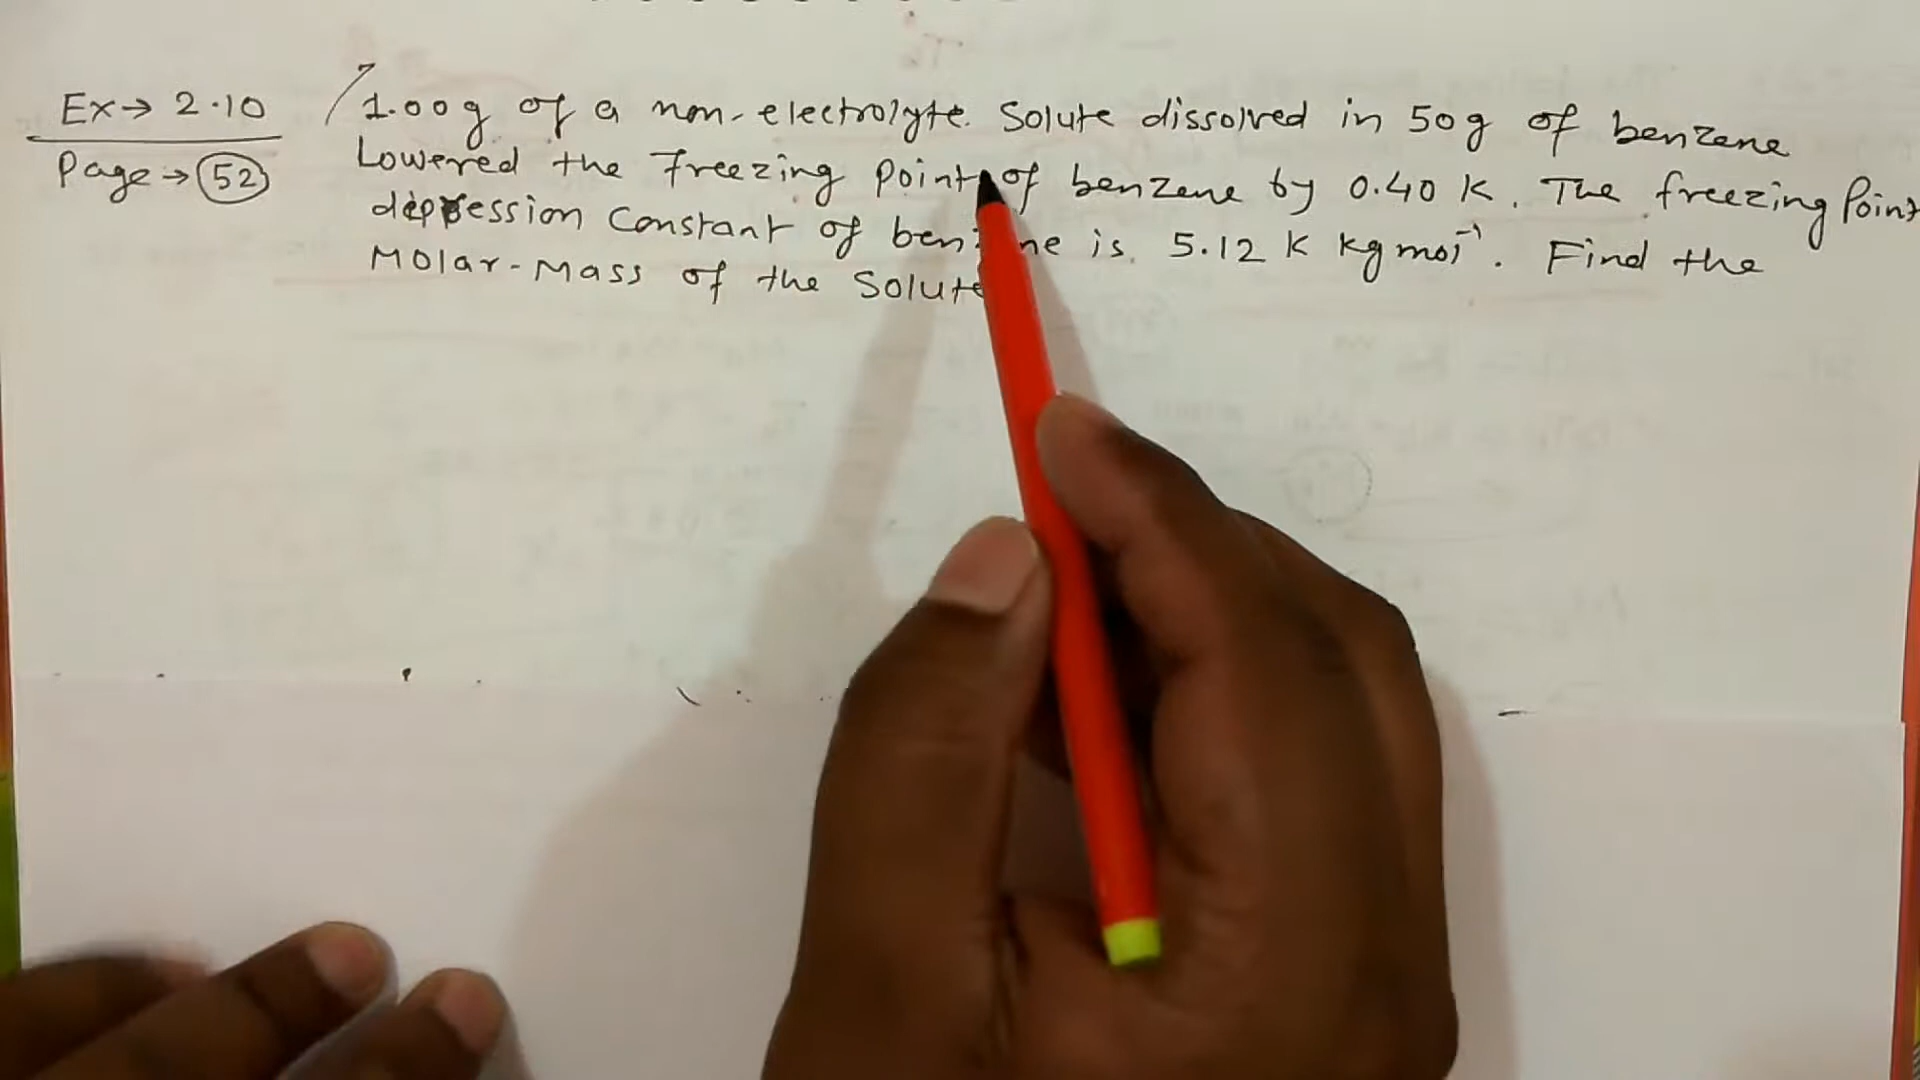 Ex→ 2.10
Page→ 52
1.00g of a non-electrolyte Solute dissolved in 50g of benzene
Lowered the freezing point of benzene by 0.40 K. The freezing Point
depression Constant of benzene is 5.12 K kg mol⁻¹. Find the
Molar-Mass of the Solute